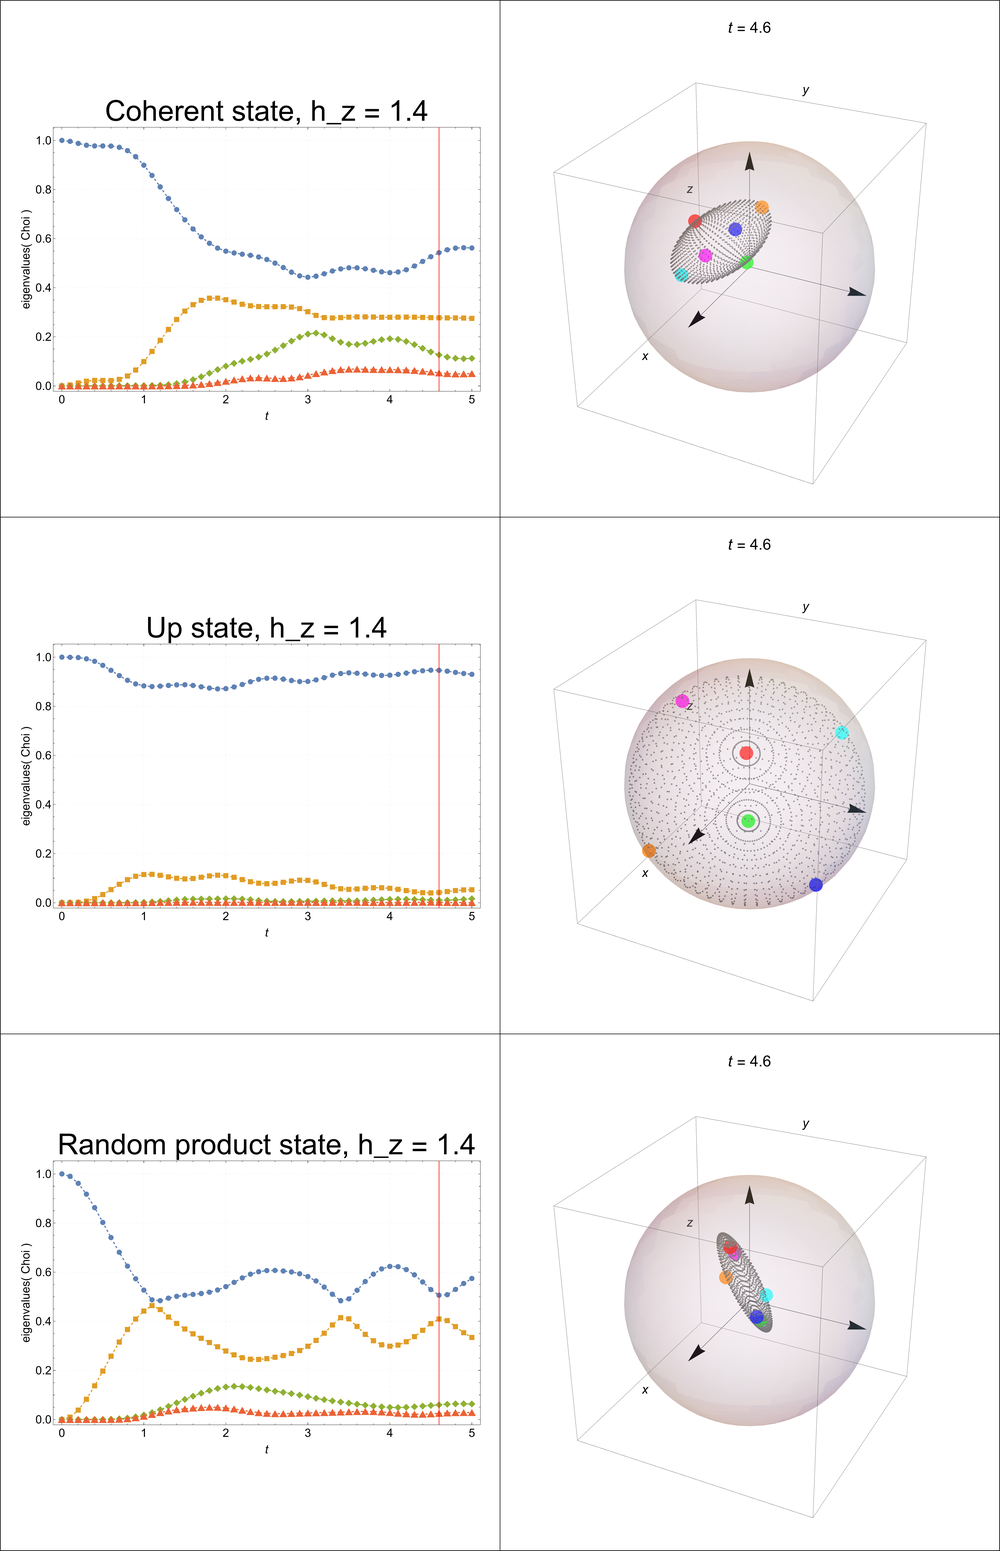 t = 4.6
Coherent state, h_z = 1.4
eigenvalues( Choi )
1.0
0.8
0.6
0.4
0.2
0.0
0 1 2 3 4 5
t
y
z
x
t = 4.6
Up state, h_z = 1.4
eigenvalues( Choi )
1.0
0.8
0.6
0.4
0.2
0.0
0 1 2 3 4 5
t
y
z
x
t = 4.6
Random product state, h_z = 1.4
eigenvalues( Choi )
1.0
0.8
0.6
0.4
0.2
0.0
0 1 2 3 4 5
t
y
z
x